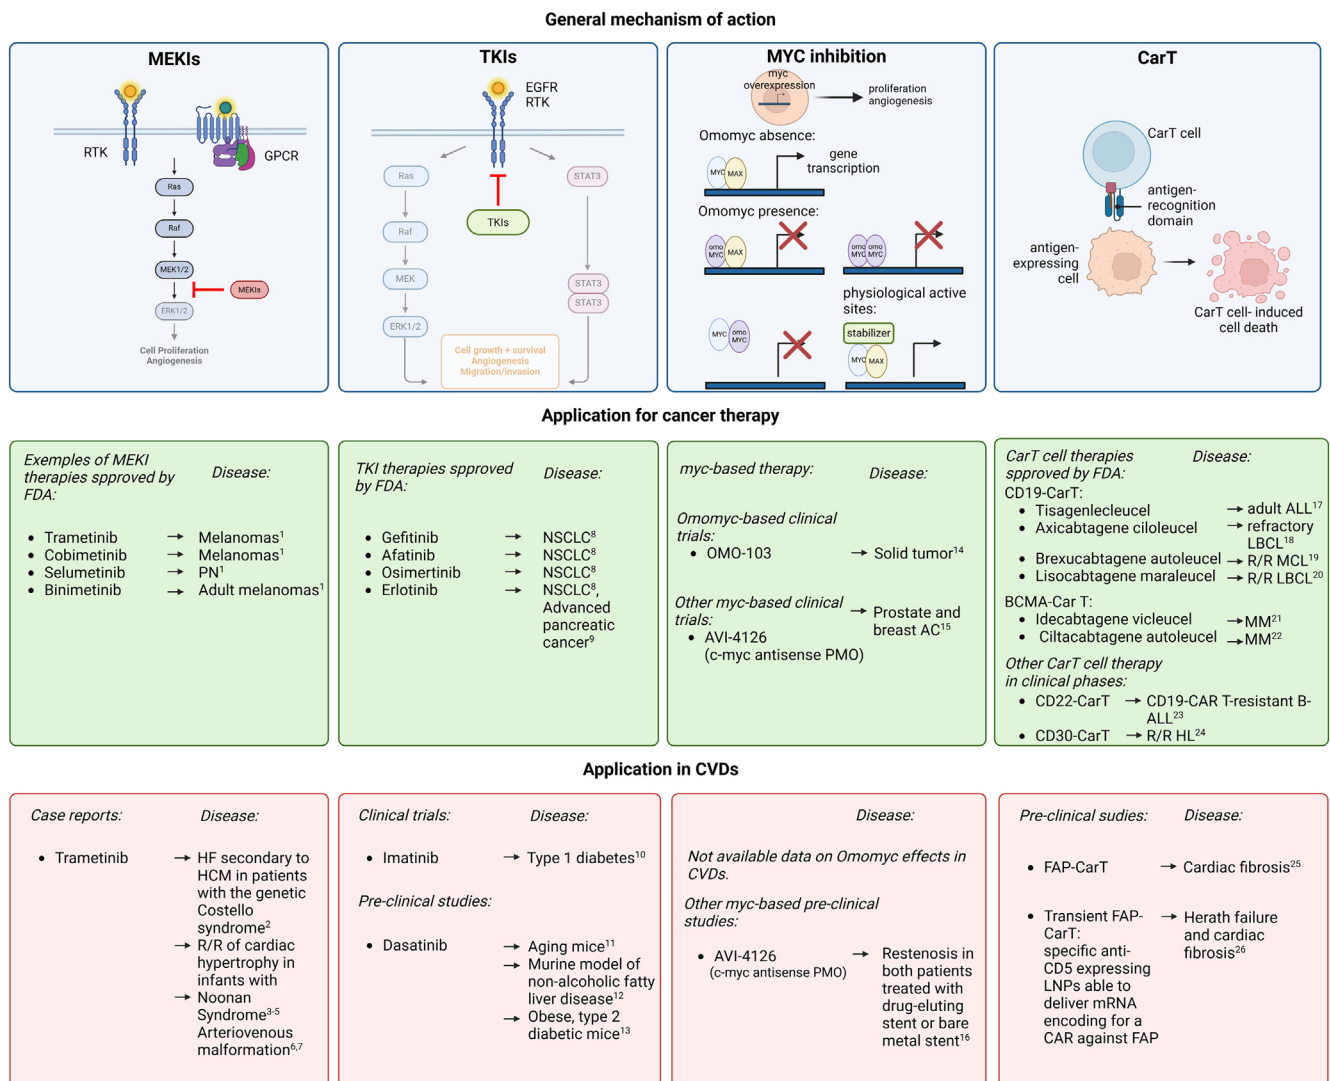 General mechanism of action
MEKIs
RTK
GPCR
Ras
Raf
MEK1/2
MEKIs
ERK1/2
Cell Proliferation
Angiogenesis
TKIs
EGFR
RTK
Ras
STAT3
TKIs
Raf
MEK
STAT3
STAT3
ERK1/2
Cell growth + survival
Angiogenesis
Migration/invasion
MYC inhibition
myc
overexpression
proliferation
angiogenesis
Omomyc absence:
gene
transcription
MYC MAX
Omomyc presence:
omo
MYC MAX
omo omo
MYC MYC
physiological active
sites:
MYC omo
MYC
stabilizer
MYC MAX
CarT
CarT cell
antigen-
recognition
domain
antigen-
expressing
cell
CarT cell- induced
cell death
Application for cancer therapy
Exemples of MEKI
therapies spproved by
FDA:
Disease:
• Trametinib → Melanomas¹
• Cobimetinib → Melanomas¹
• Selumetinib → PN¹
• Binimetinib → Adult melanomas¹
TKI therapies spproved
by FDA:
Disease:
• Gefitinib → NSCLC⁸
• Afatinib → NSCLC⁸
• Osimertinib → NSCLC⁸
• Erlotinib → NSCLC⁸,
Advanced
pancreatic
cancer⁹
myc-based therapy:
Disease:
Omomyc-based clinical
trials:
• OMO-103 → Solid tumor¹⁴
Other myc-based clinical
trials:
• AVI-4126
(c-myc antisense PMO)
→ Prostate and
breast AC¹⁵
CarT cell therapies
spproved by FDA:
Disease:
CD19-CarT:
• Tisagenlecleucel → adult ALL¹⁷
• Axicabtagene ciloleucel → refractory
LBCL¹⁸
• Brexucabtagene autoleucel → R/R MCL¹⁹
• Lisocabtagene maraleucel → R/R LBCL²⁰
BCMA-Car T:
• Idecabtagene vicleucel → MM²¹
• Ciltacabtagene autoleucel → MM²²
Other CarT cell therapy
in clinical phases:
• CD22-CarT → CD19-CAR T-resistant B-
ALL²³
• CD30-CarT → R/R HL²⁴
Application in CVDs
Case reports:
Disease:
• Trametinib → HF secondary to
HCM in patients
with the genetic
Costello
syndrome²
→ R/R of cardiac
hypertrophy in
infants with
→ Noonan
Syndrome³⁻⁵
Arteriovenous
malformation⁶,⁷
Clinical trials:
Disease:
• Imatinib → Type 1 diabetes¹⁰
Pre-clinical studies:
• Dasatinib → Aging mice¹¹
→ Murine model of
non-alcoholic fatty
liver disease¹²
→ Obese, type 2
diabetic mice¹³
Disease:
Not available data on Omomyc effects in
CVDs.
Other myc-based pre-clinical
studies:
• AVI-4126
(c-myc antisense PMO)
→ Restenosis in
both patients
treated with
drug-eluting
stent or bare
metal stent¹⁶
Pre-clinical sudies:
Disease:
• FAP-CarT → Cardiac fibrosis²⁵
• Transient FAP-
CarT:
specific anti-
CD5 expressing
LNPs able to
deliver mRNA
encoding for a
CAR against FAP
→ Herath failure
and cardiac
fibrosis²⁶